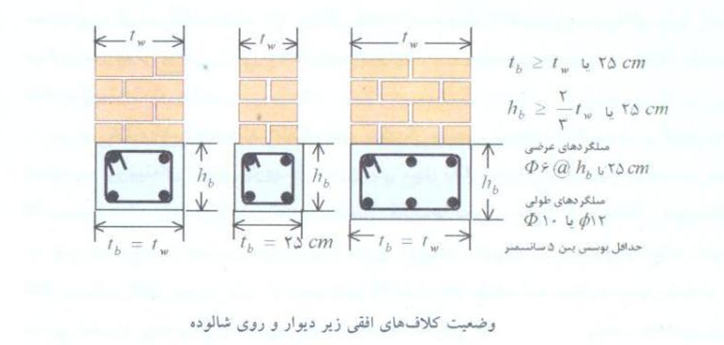 t_w t_w t_w
t_b ≥ t_w یا ۲۵ cm
h_b ≥ ۲/۳ t_w یا ۲۵ cm
میلگردهای عرضی
Φ۶ @ h_b یا ۲۵ cm
میلگردهای طولی
Φ۱۰ یا ϕ۱۲
حداقل پوشش بتن ۵ سانتیمتر
h_b h_b h_b
t_b = t_w t_b = ۲۵ cm t_b = t_w
وضعیت کلاف‌های افقی زیر دیوار و روی شالوده